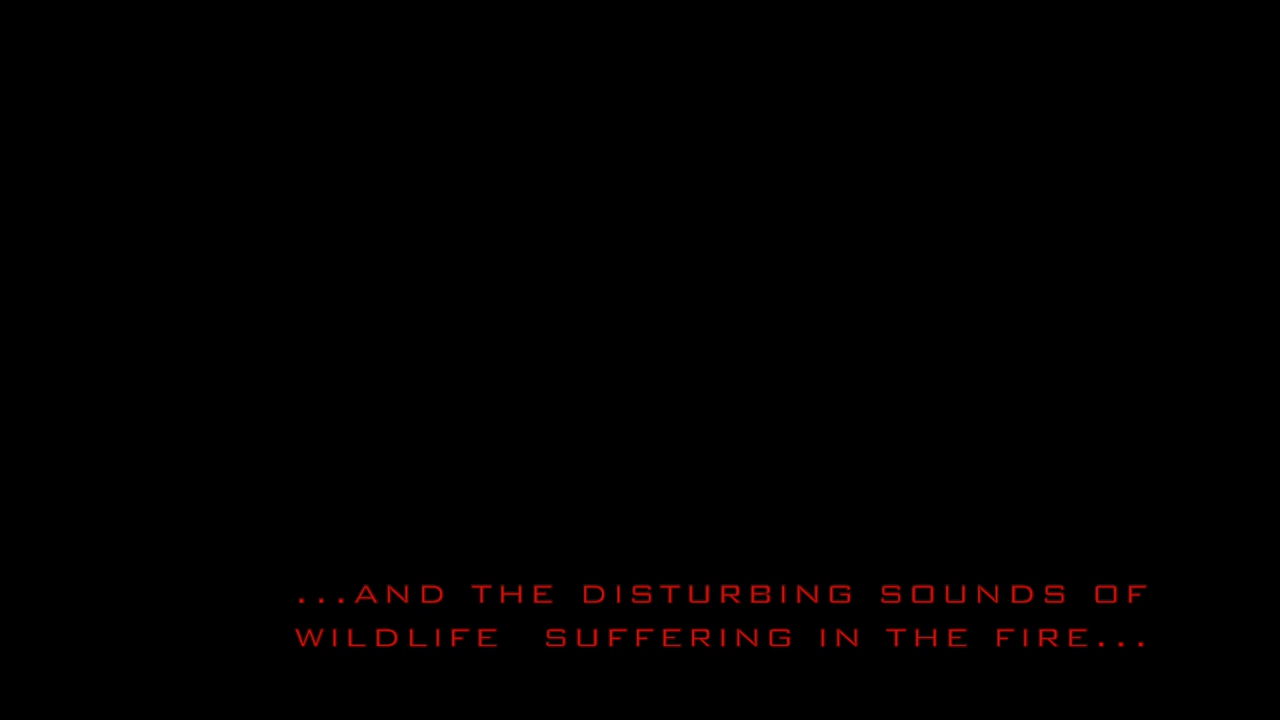 ...AND THE DISTURBING SOUNDS OF
WILDLIFE SUFFERING IN THE FIRE...